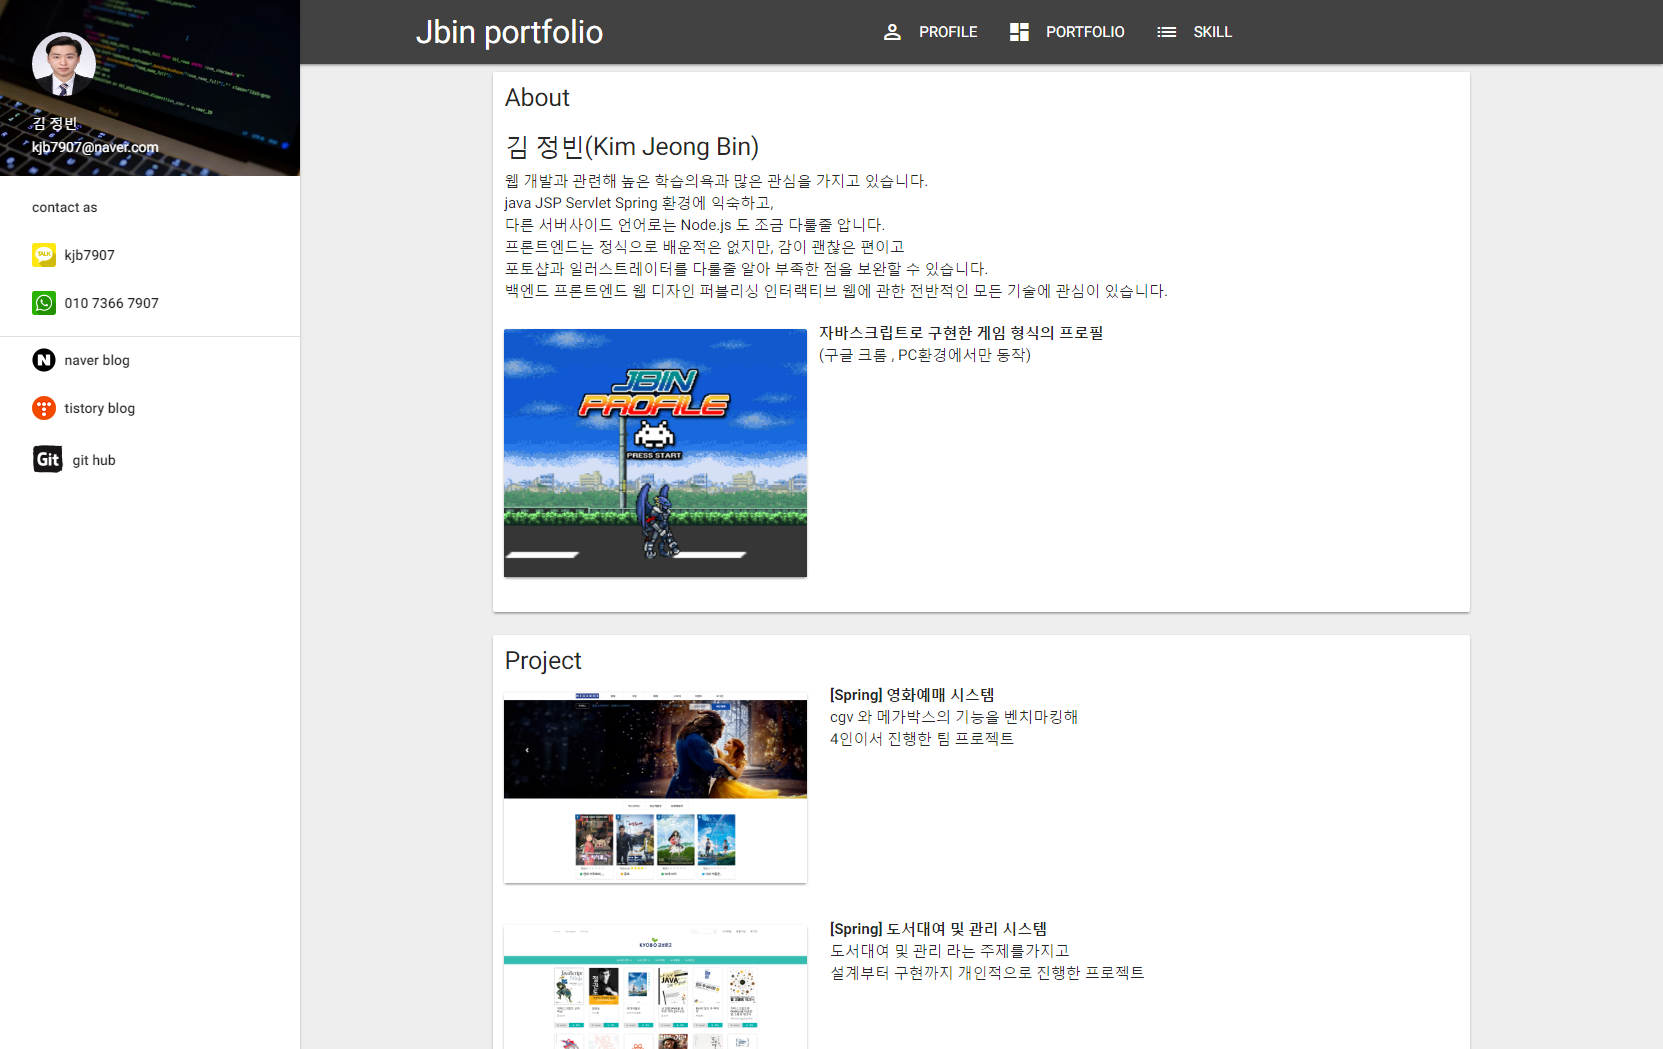 김 정빈
kjb7907@naver.com
contact as
TALK
kjb7907
010 7366 7907
naver blog
tistory blog
Git
git hub
Jbin portfolio
PROFILE
PORTFOLIO
SKILL
About
김 정빈(Kim Jeong Bin)
웹 개발과 관련해 높은 학습의욕과 많은 관심을 가지고 있습니다.
java JSP Servlet Spring 환경에 익숙하고,
다른 서버사이드 언어로는 Node.js 도 조금 다룰줄 압니다.
프론트엔드는 정식으로 배운적은 없지만, 감이 괜찮은 편이고
포토샵과 일러스트레이터를 다룰줄 알아 부족한 점을 보완할 수 있습니다.
백엔드 프론트엔드 웹 디자인 퍼블리싱 인터랙티브 웹에 관한 전반적인 모든 기술에 관심이 있습니다.
JBIN
PROFILE
PRESS START
자바스크립트로 구현한 게임 형식의 프로필
(구글 크롬 , PC환경에서만 동작)
Project
[Spring] 영화예매 시스템
cgv 와 메가박스의 기능을 벤치마킹해
4인이서 진행한 팀 프로젝트
KYOBO 교보문고
JavaScript
JAVA
[Spring] 도서대여 및 관리 시스템
도서대여 및 관리 라는 주제를가지고
설계부터 구현까지 개인적으로 진행한 프로젝트